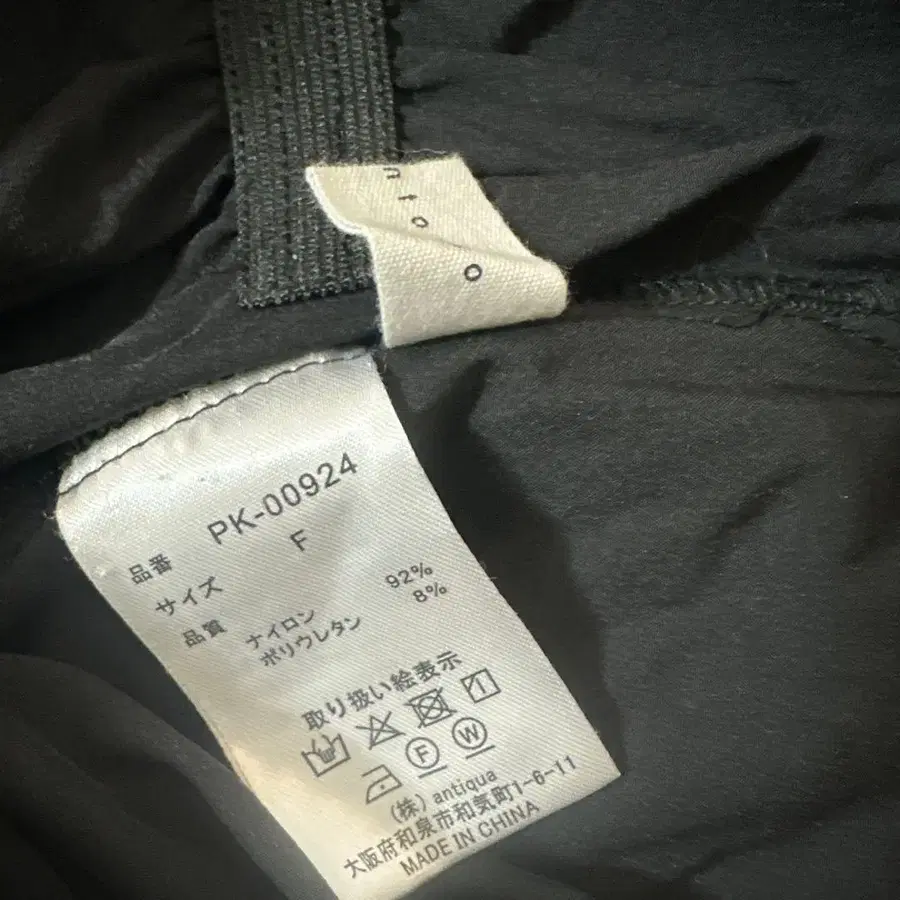 nto
o
品番 PK-00924
サイズ F
品質 ナイロン 92%
ポリウレタン 8%
取り扱い絵表示
F W
(株) antiqua
大阪府和泉市和気町1-6-11
MADE IN CHINA